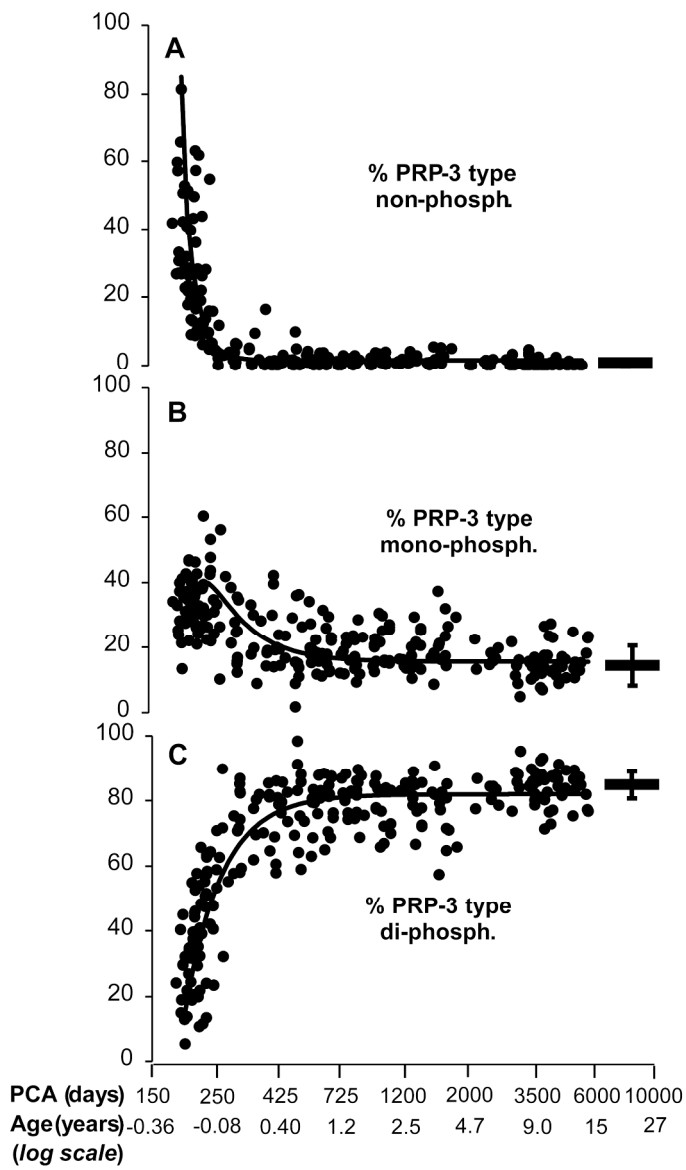 100
A
80
% PRP-3 type
60
non-phosph.
40
20
0
100
B
80
60
% PRP-3 type
mono-phosph.
40
20
0
100
C
80
60
% PRP-3 type
di-phosph.
40
20
0
PCA (days) 150 250 425 725 1200 2000 3500 6000 10000
Age (years) -0.36 -0.08 0.40 1.2 2.5 4.7 9.0 15 27
(log scale)